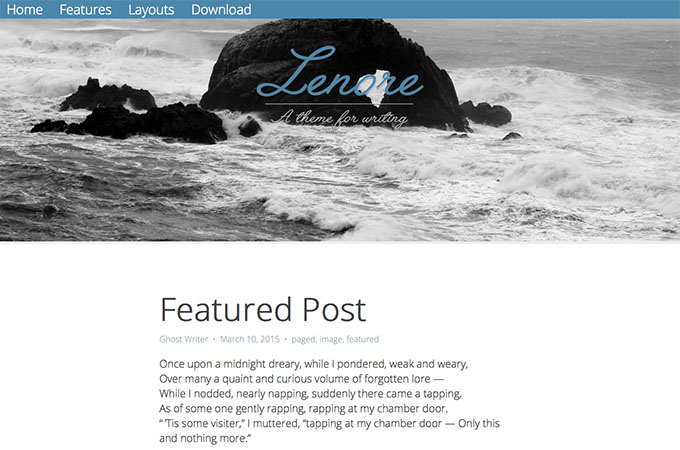 Home Features Layouts Download
Lenore
A theme for writing
Featured Post
Ghost Writer • March 10, 2015 • paged, image, featured
Once upon a midnight dreary, while I pondered, weak and weary,
Over many a quaint and curious volume of forgotten lore —
While I nodded, nearly napping, suddenly there came a tapping,
As of some one gently rapping, rapping at my chamber door.
“ ’Tis some visiter,” I muttered, “tapping at my chamber door — Only this
and nothing more.”